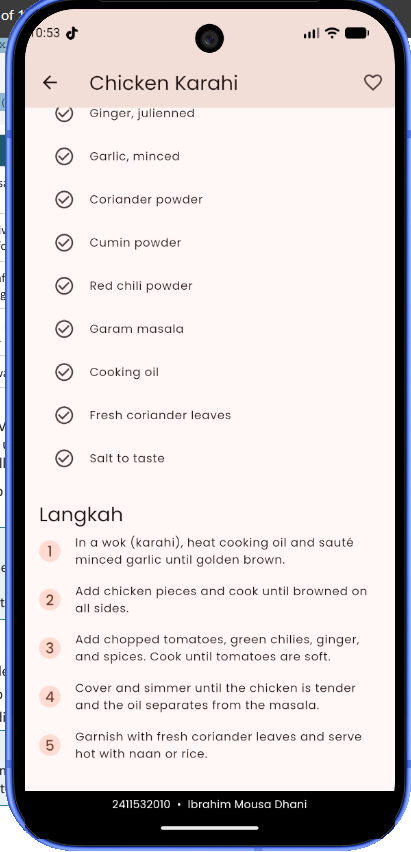 10:53
Chicken Karahi
Ginger, julienned
Garlic, minced
Coriander powder
Cumin powder
Red chili powder
Garam masala
Cooking oil
Fresh coriander leaves
Salt to taste
Langkah
1 In a wok (karahi), heat cooking oil and sauté
minced garlic until golden brown.
2 Add chicken pieces and cook until browned on
all sides.
3 Add chopped tomatoes, green chilies, ginger,
and spices. Cook until tomatoes are soft.
4 Cover and simmer until the chicken is tender
and the oil separates from the masala.
5 Garnish with fresh coriander leaves and serve
hot with naan or rice.
2411532010 • Ibrahim Mousa Dhani